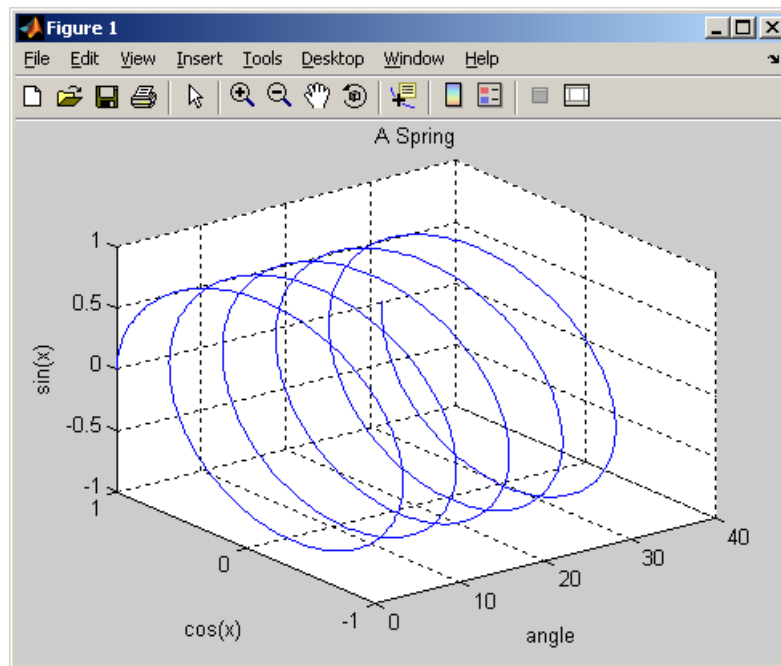 Figure 1
File Edit View Insert Tools Desktop Window Help
A Spring
1
0.5
0
-0.5
-1
sin(x)
1
0
-1
cos(x)
0
10
20
30
40
angle